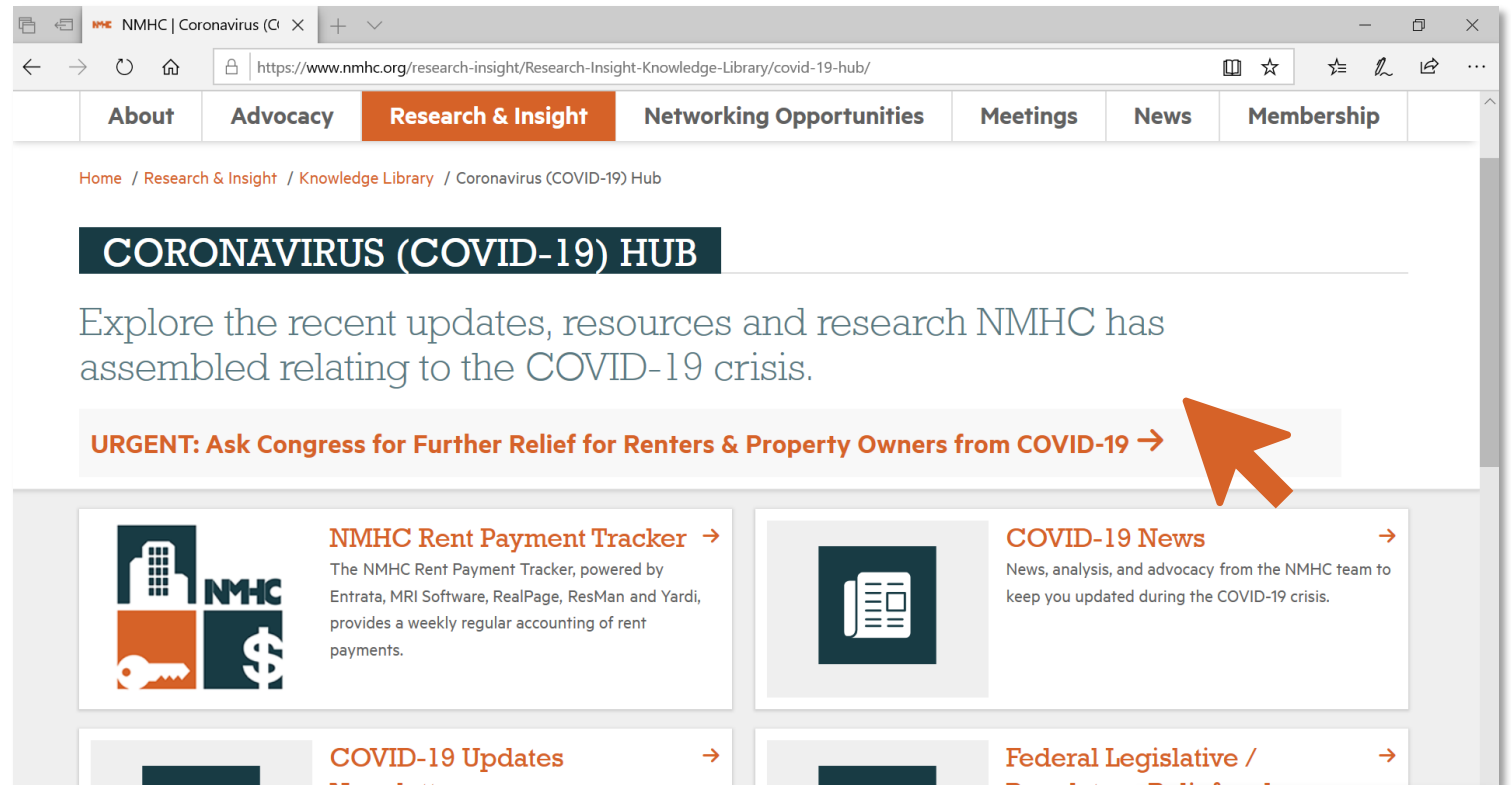 NMHC | Coronavirus (C
https://www.nmhc.org/research-insight/Research-Insight-Knowledge-Library/covid-19-hub/
About Advocacy Research & Insight Networking Opportunities Meetings News Membership
Home / Research & Insight / Knowledge Library / Coronavirus (COVID-19) Hub
CORONAVIRUS (COVID-19) HUB
Explore the recent updates, resources and research NMHC has
assembled relating to the COVID-19 crisis.
URGENT: Ask Congress for Further Relief for Renters & Property Owners from COVID-19 →
NMHC
$
NMHC Rent Payment Tracker →
The NMHC Rent Payment Tracker, powered by
Entrata, MRI Software, RealPage, ResMan and Yardi,
provides a weekly regular accounting of rent
payments.
COVID-19 News →
News, analysis, and advocacy from the NMHC team to
keep you updated during the COVID-19 crisis.
COVID-19 Updates →
Federal Legislative / →